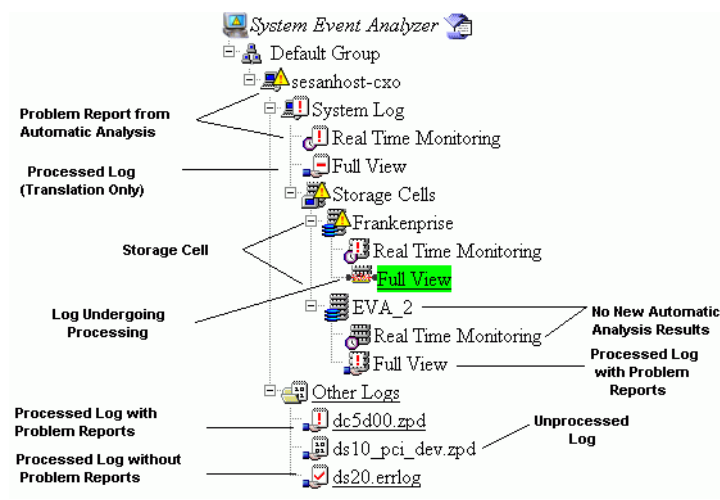 System Event Analyzer
Default Group
sesanhost-cxo
System Log
Real Time Monitoring
Full View
Storage Cells
Frankenprise
Real Time Monitoring
Full View
EVA_2
Real Time Monitoring
Full View
Other Logs
dc5d00.zpd
ds10_pci_dev.zpd
ds20.errlog
Problem Report from
Automatic Analysis
Processed Log
(Translation Only)
Storage Cell
Log Undergoing
Processing
Processed Log with
Problem Reports
Processed Log without
Problem Reports
No New Automatic
Analysis Results
Processed Log
with Problem
Reports
Unprocessed
Log